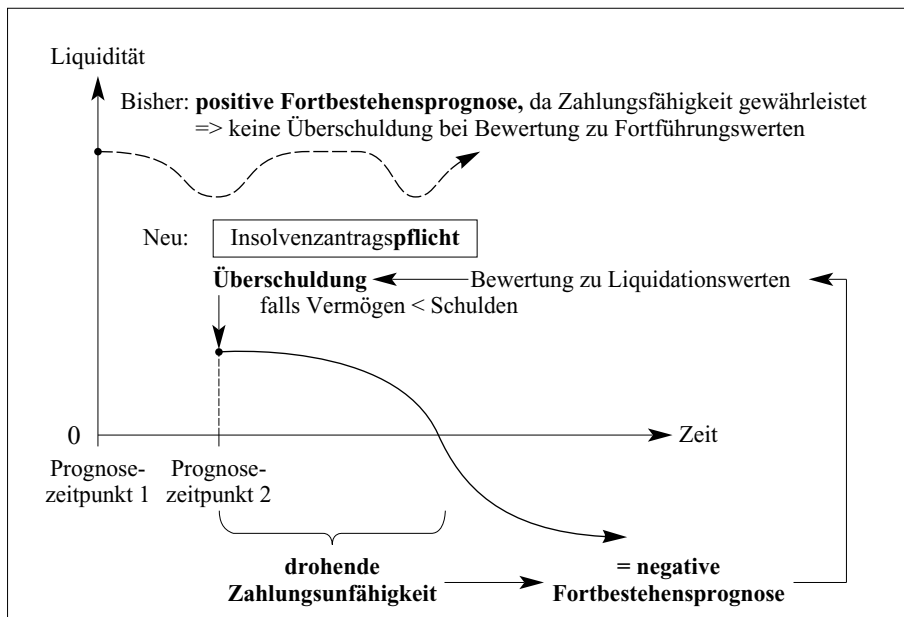 Liquidität
Bisher: positive Fortbestehensprognose, da Zahlungsfähigkeit gewährleistet
=> keine Überschuldung bei Bewertung zu Fortführungswerten
Neu: Insolvenzantragspflicht
Überschuldung Bewertung zu Liquidationswerten
falls Vermögen < Schulden
0 Zeit
Prognose- Prognose-
zeitpunkt 1 zeitpunkt 2
drohende = negative
Zahlungsunfähigkeit Fortbestehensprognose